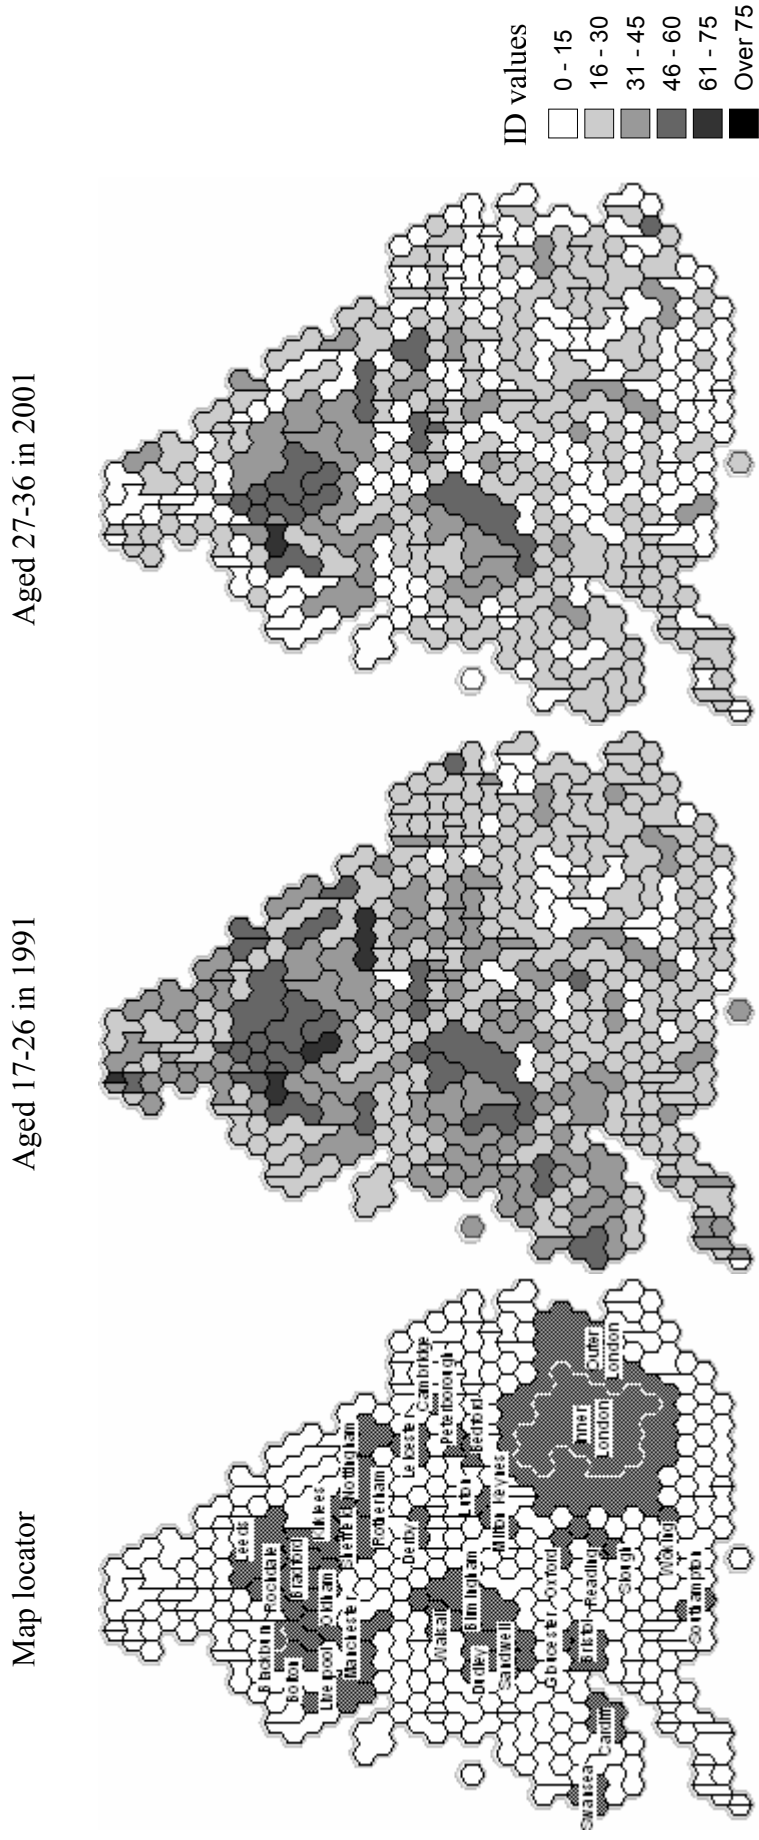 Map locator
Aged 17-26 in 1991
Aged 27-36 in 2001
Leeds
Rochdale
Blackburn
Bradford
Bolton
Kirklees
Oldham
Liverpool
Sheffield
Nottingham
Manchester
Rotherham
Derby
Leicester
Cambridge
Peterborough
Walsall
Birmingham
Luton
Bedford
Dudley
Sandwell
Milton Keynes
Gloucester
Oxford
Outer
London
Inner
London
Bristol
Reading
Slough
Swansea
Cardiff
Woking
Southampton
ID values
0 - 15
16 - 30
31 - 45
46 - 60
61 - 75
Over 75